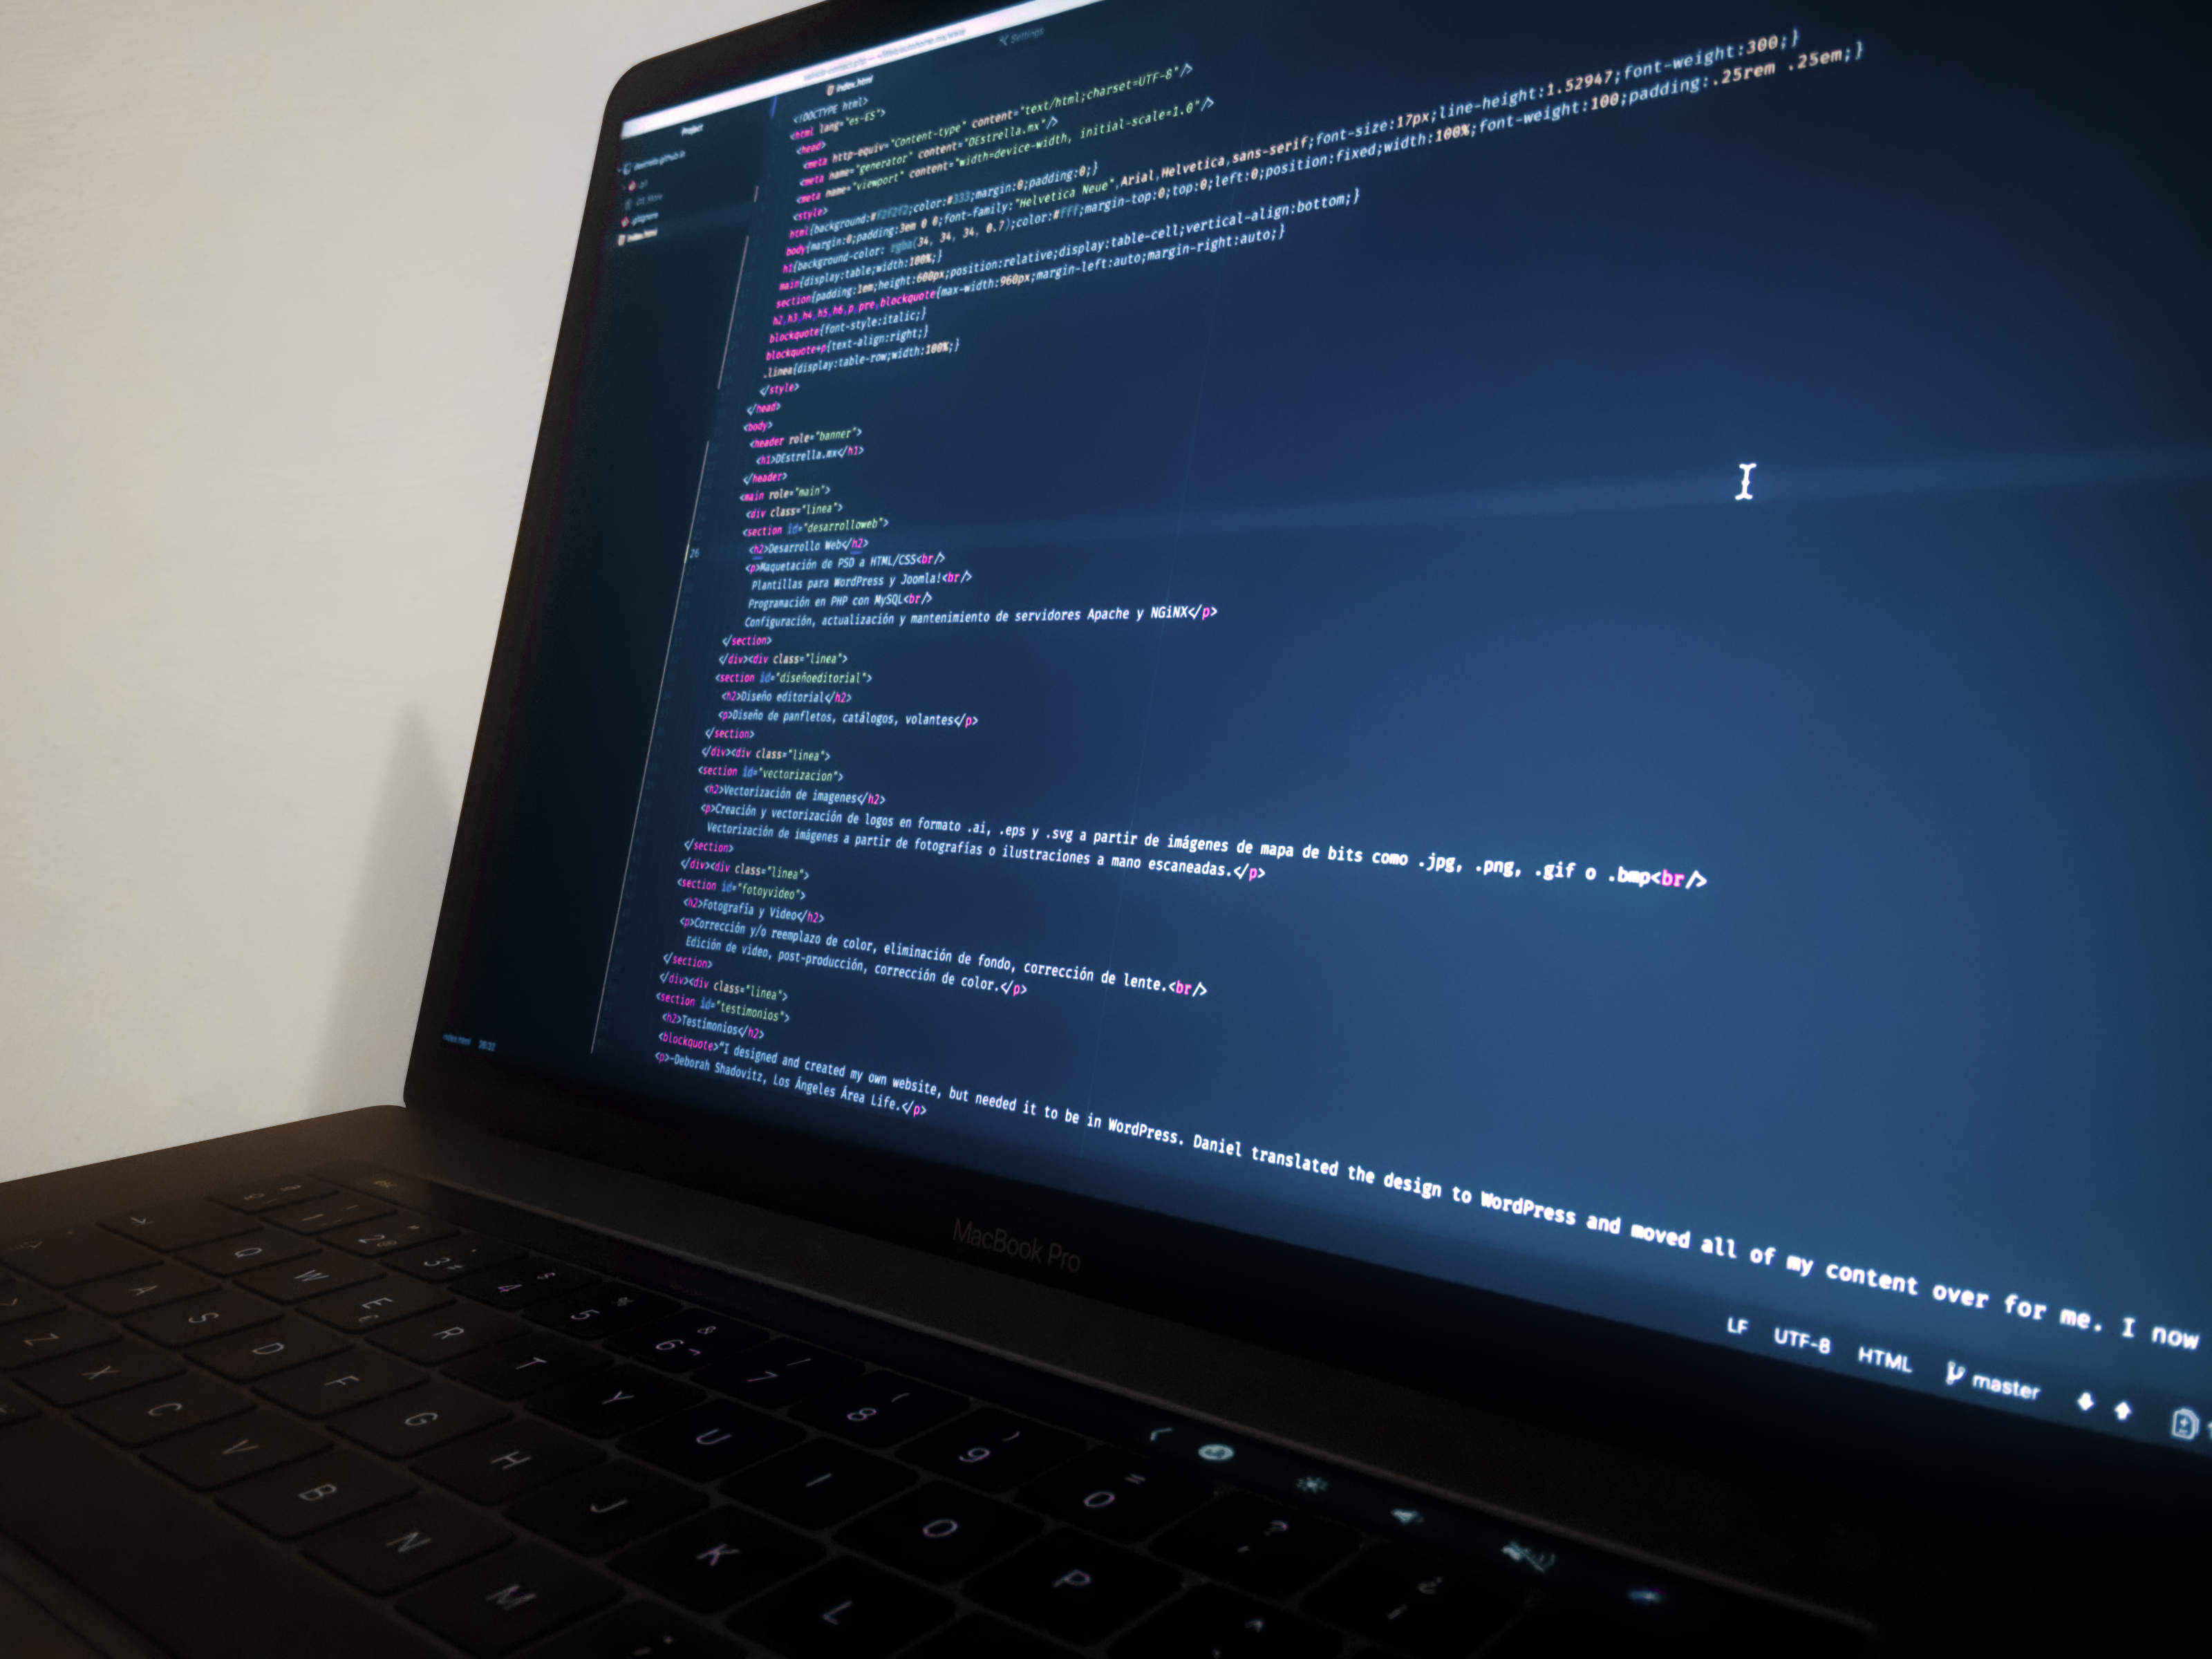 Settings
Project
index.html
.git
.gitignore
index.html
<!DOCTYPE html>
<html lang="es-ES">
<head>
<meta http-equiv="Content-type" content="text/html;charset=UTF-8"/>
<meta name="generator" content="DEstrella.mx"/>
<meta name="viewport" content="width=device-width, initial-scale=1.0"/>
<style>
html{background:#f2f2f2;color:#333;margin:0;padding:0;}
body{margin:0;padding:3em 0 0;font-family:"Helvetica Neue",Arial,Helvetica,sans-serif;font-size:17px;line-height:1.52947;font-weight:300;}
h1{background-color: rgba(34, 34, 34, 0.7);color:#fff;margin-top:0;top:0;left:0;position:fixed;width:100%;font-weight:100;padding:.25rem .25em;}
main{display:table;width:100%;}
section{padding:1em;height:600px;position:relative;display:table-cell;vertical-align:bottom;}
h2,h3,h4,h5,h6,p,pre,blockquote{max-width:960px;margin-left:auto;margin-right:auto;}
blockquote{font-style:italic;}
blockquote+p{text-align:right;}
.linea{display:table-row;width:100%;}
</style>
</head>
<body>
<header role="banner">
<h1>DEstrella.mx</h1>
</header>
<main role="main">
<div class="linea">
<section id="desarrolloweb">
26 <h2>Desarrollo Web</h2>
<p>Maquetación de PSD a HTML/CSS<br/>
Plantillas para WordPress y Joomla!<br/>
Programación en PHP con MySQL<br/>
Configuración, actualización y mantenimiento de servidores Apache y NGiNX</p>
</section>
</div><div class="linea">
<section id="diseñoeditorial">
<h2>Diseño editorial</h2>
<p>Diseño de panfletos, catálogos, volantes</p>
</section>
</div><div class="linea">
<section id="vectorizacion">
<h2>Vectorización de imagenes</h2>
<p>Creación y vectorización de logos en formato .ai, .eps y .svg a partir de imágenes de mapa de bits como .jpg, .png, .gif o .bmp<br/>
Vectorización de imágenes a partir de fotografías o ilustraciones a mano escaneadas.</p>
</section>
</div><div class="linea">
<section id="fotoyvideo">
<h2>Fotografía y Video</h2>
<p>Corrección y/o reemplazo de color, eliminación de fondo, corrección de lente.<br/>
Edición de video, post-producción, corrección de color.</p>
</section>
</div><div class="linea">
<section id="testimonios">
<h2>Testimonios</h2>
<blockquote>"I designed and created my own website, but needed it to be in WordPress. Daniel translated the design to WordPress and moved all of my content over for me. I now
<p>-Deborah Shadovitz, Los Ángeles Área Life.</p>
index.html
LF UTF-8 HTML master
MacBook Pro
1 2 3 4 5 6 7 8 9 0
Q W E R T Y U I O P
A S D F G H J K L
Z X C V B N M